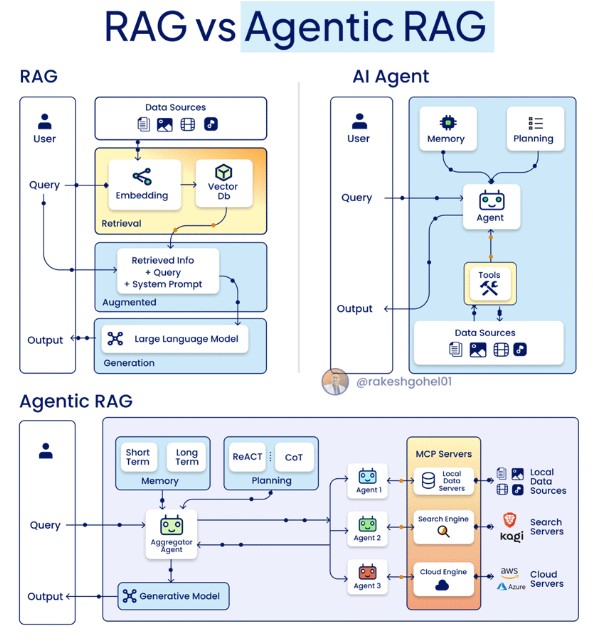 RAG vs Agentic RAG
RAG
User
Query
Output
Data Sources
Embedding
Vector
Db
Retrieval
Retrieved Info
+ Query
+ System Prompt
Augmented
Large Language Model
Generation
AI Agent
User
Query
Output
Memory
Planning
Agent
Tools
Data Sources
@rakeshgohel01
Agentic RAG
Query
Output
Short
Term
Long
Term
Memory
ReACT
CoT
Planning
Aggregator
Agent
Generative Model
Agent 1
Agent 2
Agent 3
MCP Servers
Local
Data
Servers
Search Engine
Cloud Engine
Local
Data
Sources
kagi
Search
Servers
aws
Azure
Cloud
Servers